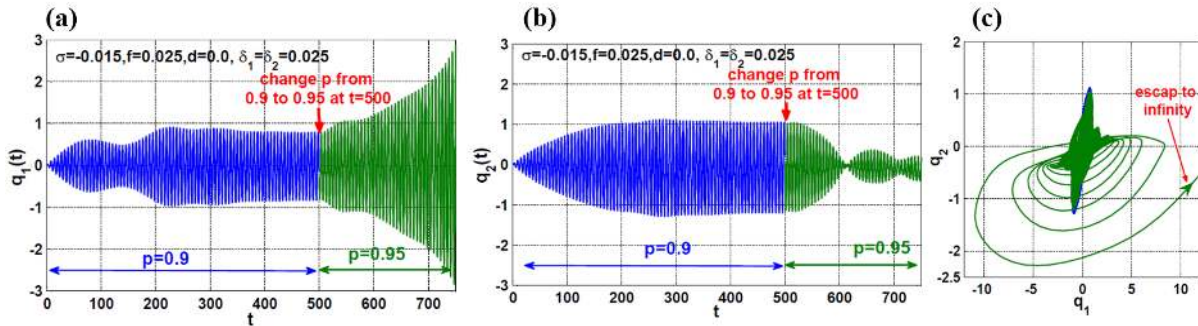 (a)
3
2
1
0
-1
-2
-3
q1(t)
σ=-0.015,f=0.025,d=0.0, δ1=δ2=0.025
change p from
0.9 to 0.95 at t=500
p=0.9
p=0.95
0 100 200 300 400 500 600 700
t
(b)
3
2
1
0
-1
-2
-3
q2(t)
σ=-0.015,f=0.025,d=0.0, δ1=δ2=0.025
change p from
0.9 to 0.95 at t=500
p=0.9
p=0.95
0 100 200 300 400 500 600 700
t
(c)
2
1
0
-1
-2
-2.5
q2
escap to
infinity
-10 -5 0 5 10
q1